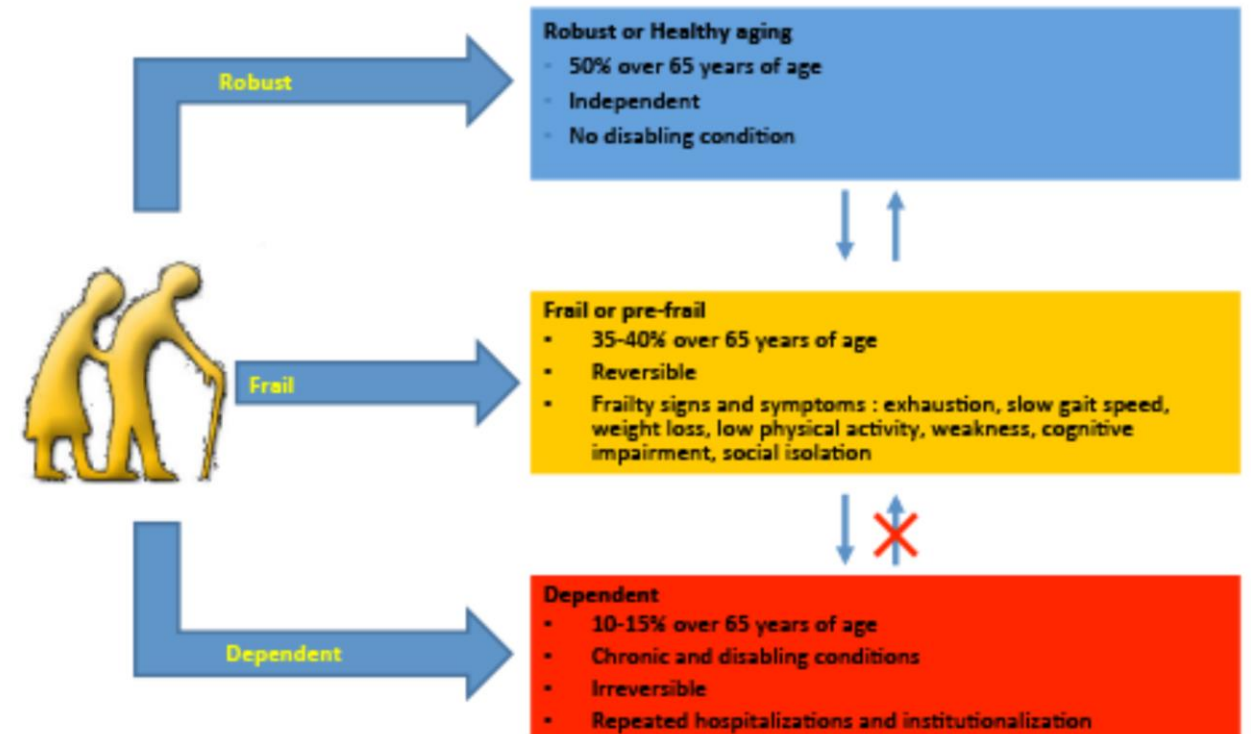 Robust
Robust or Healthy aging
- 50% over 65 years of age
- Independent
- No disabling condition
Frail
Frail or pre-frail
▪ 35-40% over 65 years of age
▪ Reversible
▪ Frailty signs and symptoms : exhaustion, slow gait speed,
weight loss, low physical activity, weakness, cognitive
impairment, social isolation
Dependent
Dependent
▪ 10-15% over 65 years of age
▪ Chronic and disabling conditions
▪ Irreversible
▪ Repeated hospitalizations and institutionalization